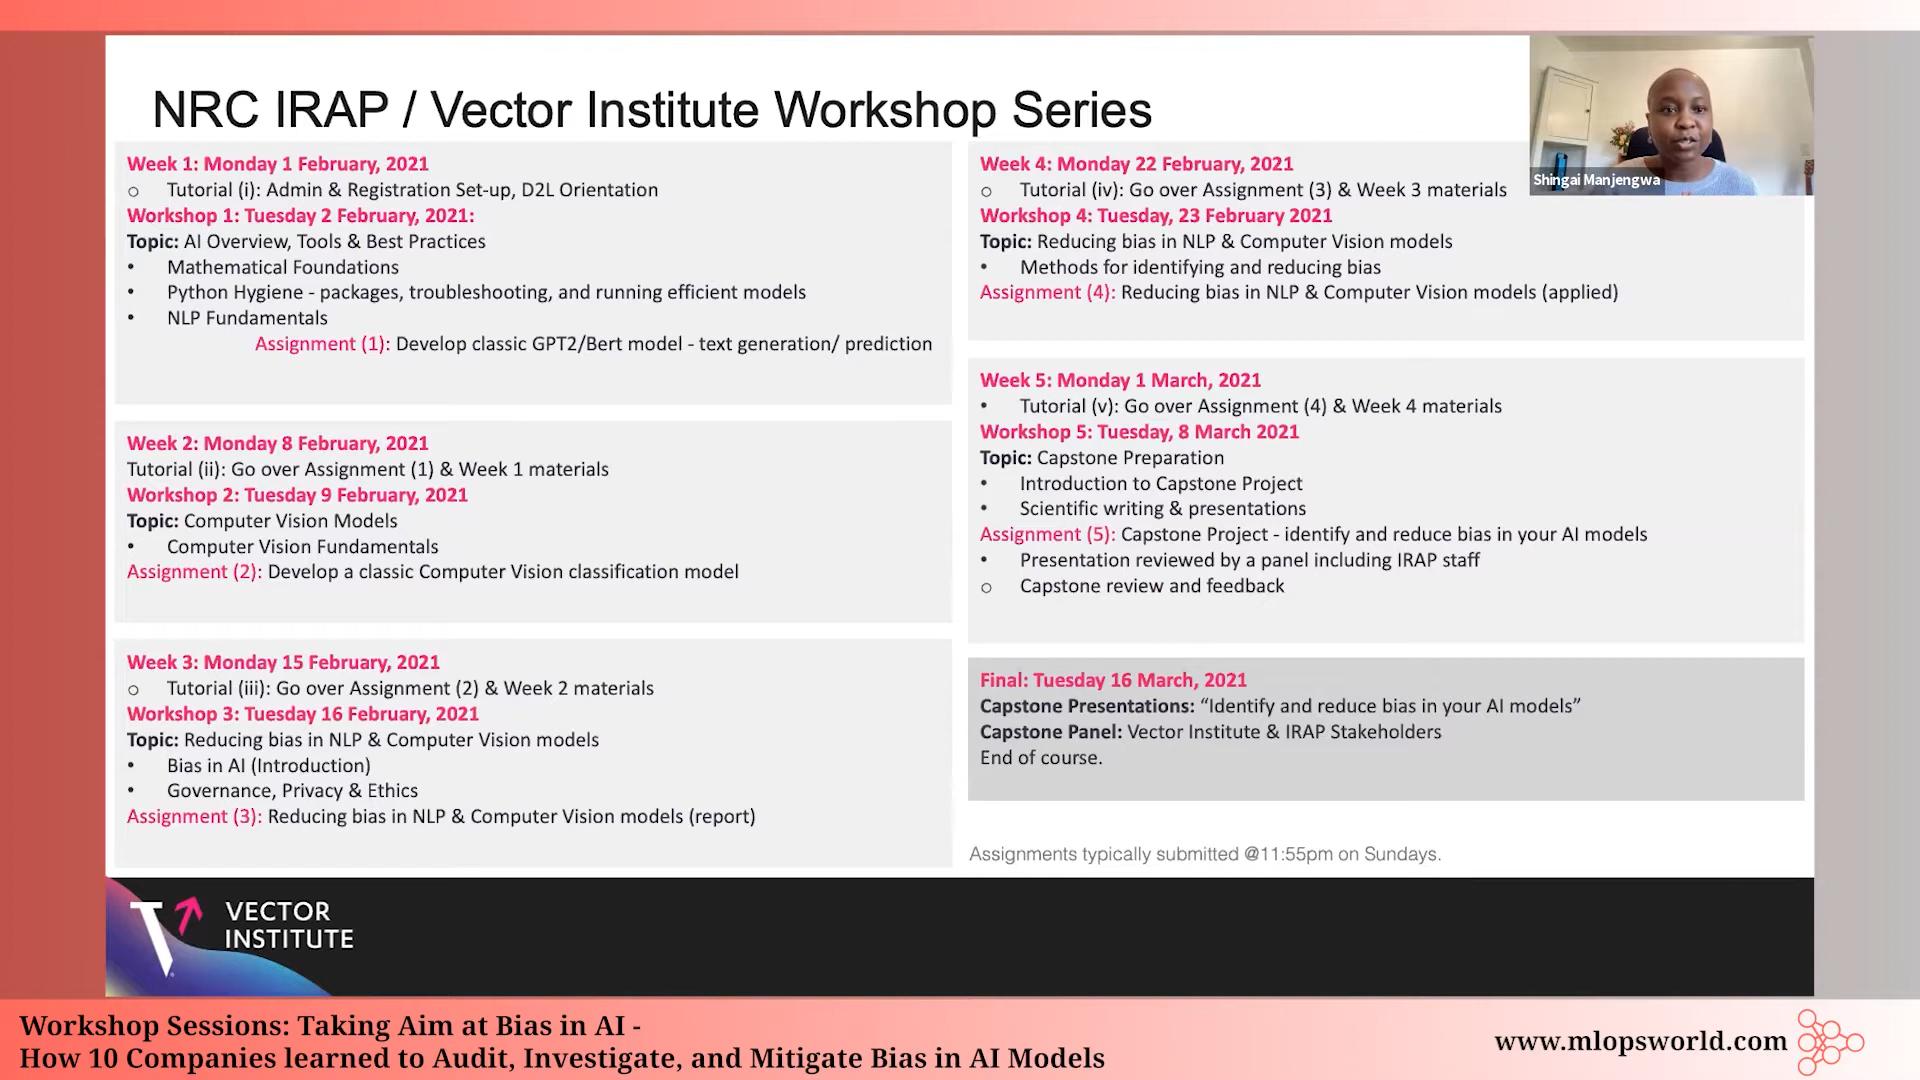 NRC IRAP / Vector Institute Workshop Series
Week 1: Monday 1 February, 2021
o Tutorial (i): Admin & Registration Set-up, D2L Orientation
Workshop 1: Tuesday 2 February, 2021:
Topic: AI Overview, Tools & Best Practices
• Mathematical Foundations
• Python Hygiene - packages, troubleshooting, and running efficient models
• NLP Fundamentals
Assignment (1): Develop classic GPT2/Bert model - text generation/ prediction
Week 2: Monday 8 February, 2021
Tutorial (ii): Go over Assignment (1) & Week 1 materials
Workshop 2: Tuesday 9 February, 2021
Topic: Computer Vision Models
• Computer Vision Fundamentals
Assignment (2): Develop a classic Computer Vision classification model
Week 3: Monday 15 February, 2021
o Tutorial (iii): Go over Assignment (2) & Week 2 materials
Workshop 3: Tuesday 16 February, 2021
Topic: Reducing bias in NLP & Computer Vision models
• Bias in AI (Introduction)
• Governance, Privacy & Ethics
Assignment (3): Reducing bias in NLP & Computer Vision models (report)
Week 4: Monday 22 February, 2021
o Tutorial (iv): Go over Assignment (3) & Week 3 materials
Workshop 4: Tuesday, 23 February 2021
Topic: Reducing bias in NLP & Computer Vision models
• Methods for identifying and reducing bias
Assignment (4): Reducing bias in NLP & Computer Vision models (applied)
Week 5: Monday 1 March, 2021
• Tutorial (v): Go over Assignment (4) & Week 4 materials
Workshop 5: Tuesday, 8 March 2021
Topic: Capstone Preparation
• Introduction to Capstone Project
• Scientific writing & presentations
Assignment (5): Capstone Project - identify and reduce bias in your AI models
• Presentation reviewed by a panel including IRAP staff
o Capstone review and feedback
Final: Tuesday 16 March, 2021
Capstone Presentations: “Identify and reduce bias in your AI models”
Capstone Panel: Vector Institute & IRAP Stakeholders
End of course.
Assignments typically submitted @11:55pm on Sundays.
Shingai Manjengwa
VECTOR
INSTITUTE
Workshop Sessions: Taking Aim at Bias in AI -
How 10 Companies learned to Audit, Investigate, and Mitigate Bias in AI Models
www.mlopsworld.com